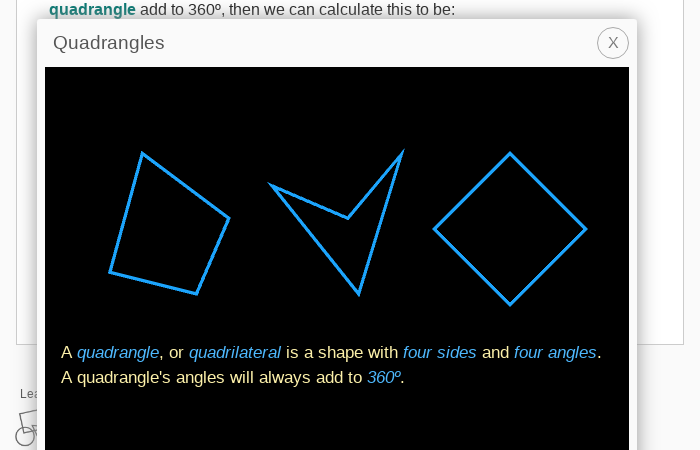 quadrangle add to 360º, then we can calculate this to be:
Quadrangles
X
A quadrangle, or quadrilateral is a shape with four sides and four angles.
A quadrangle's angles will always add to 360º.